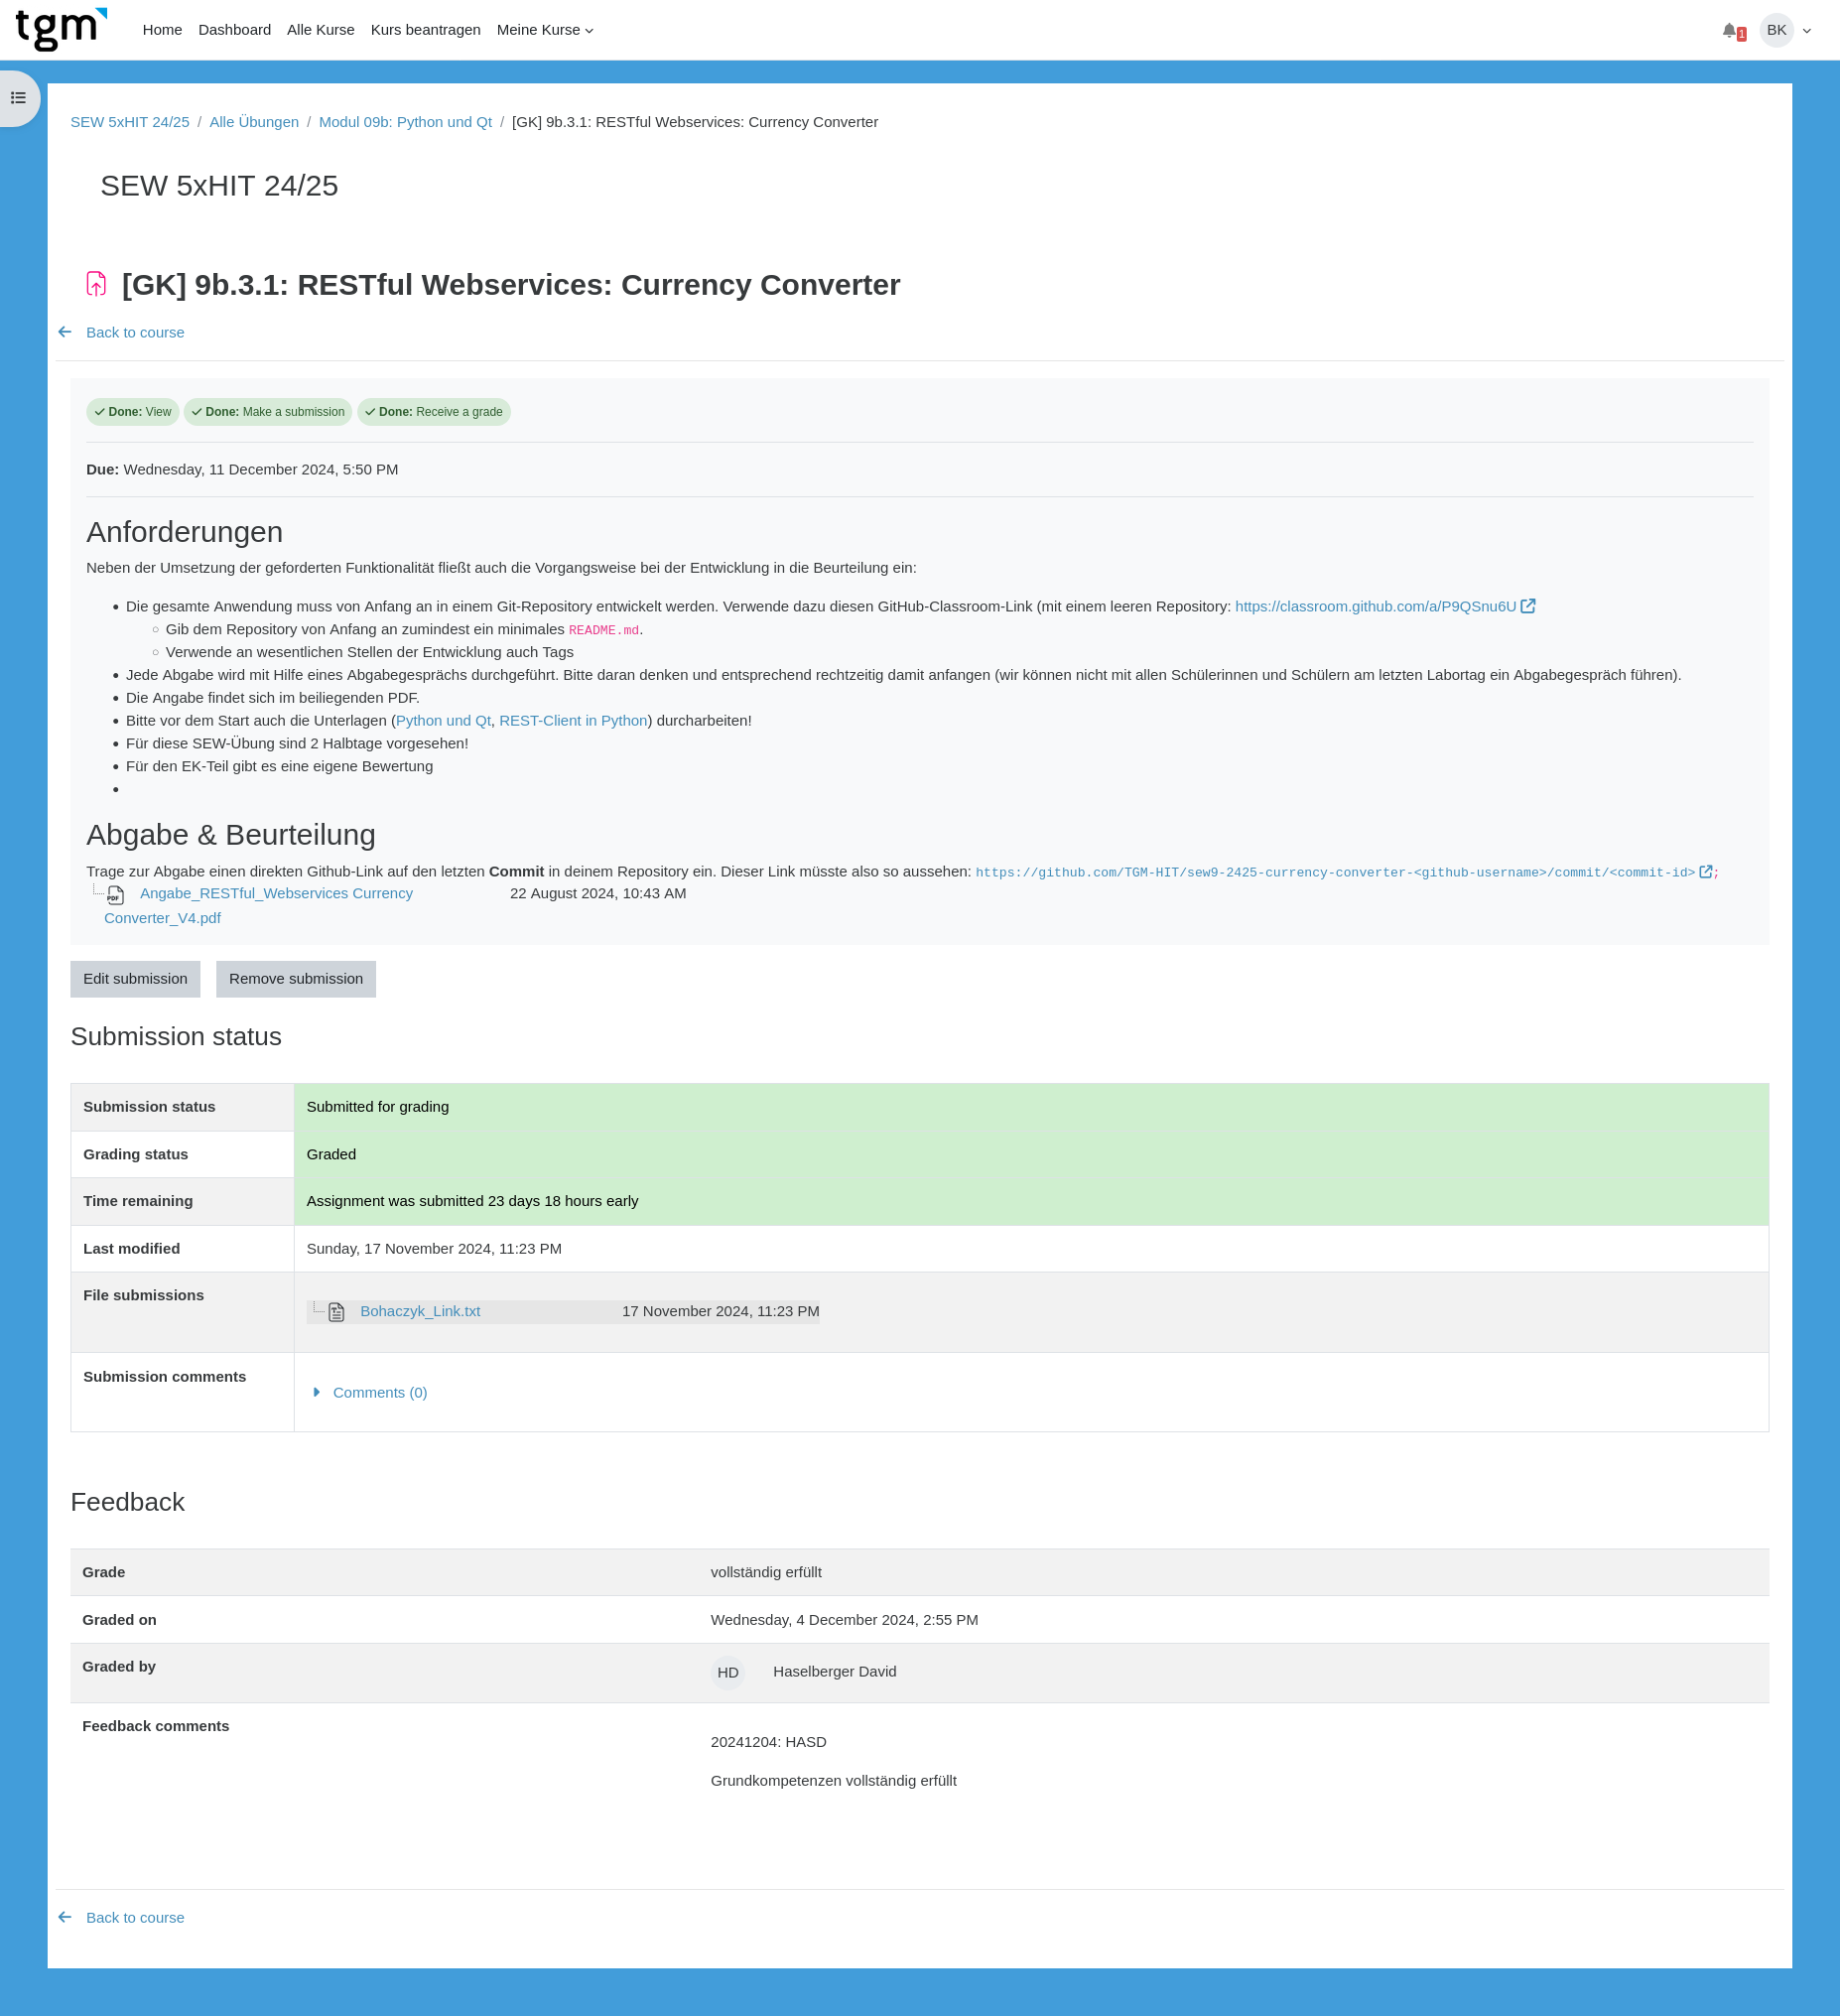 tgm
Home Dashboard Alle Kurse Kurs beantragen Meine Kurse
1 BK
SEW 5xHIT 24/25 / Alle Übungen / Modul 09b: Python und Qt / [GK] 9b.3.1: RESTful Webservices: Currency Converter
SEW 5xHIT 24/25
[GK] 9b.3.1: RESTful Webservices: Currency Converter
Back to course
Done: View Done: Make a submission Done: Receive a grade
Due: Wednesday, 11 December 2024, 5:50 PM
Anforderungen
Neben der Umsetzung der geforderten Funktionalität fließt auch die Vorgangsweise bei der Entwicklung in die Beurteilung ein:
Die gesamte Anwendung muss von Anfang an in einem Git-Repository entwickelt werden. Verwende dazu diesen GitHub-Classroom-Link (mit einem leeren Repository: https://classroom.github.com/a/P9QSnu6U
Gib dem Repository von Anfang an zumindest ein minimales README.md.
Verwende an wesentlichen Stellen der Entwicklung auch Tags
Jede Abgabe wird mit Hilfe eines Abgabegesprächs durchgeführt. Bitte daran denken und entsprechend rechtzeitig damit anfangen (wir können nicht mit allen Schülerinnen und Schülern am letzten Labortag ein Abgabegespräch führen).
Die Angabe findet sich im beiliegenden PDF.
Bitte vor dem Start auch die Unterlagen (Python und Qt, REST-Client in Python) durcharbeiten!
Für diese SEW-Übung sind 2 Halbtage vorgesehen!
Für den EK-Teil gibt es eine eigene Bewertung
Abgabe & Beurteilung
Trage zur Abgabe einen direkten Github-Link auf den letzten Commit in deinem Repository ein. Dieser Link müsste also so aussehen: https://github.com/TGM-HIT/sew9-2425-currency-converter-<github-username>/commit/<commit-id> ;
PDF Angabe_RESTful_Webservices Currency 22 August 2024, 10:43 AM
Converter_V4.pdf
Edit submission Remove submission
Submission status
Submission status Submitted for grading
Grading status Graded
Time remaining Assignment was submitted 23 days 18 hours early
Last modified Sunday, 17 November 2024, 11:23 PM
File submissions
Bohaczyk_Link.txt 17 November 2024, 11:23 PM
Submission comments
Comments (0)
Feedback
Grade vollständig erfüllt
Graded on Wednesday, 4 December 2024, 2:55 PM
Graded by HD Haselberger David
Feedback comments
20241204: HASD
Grundkompetenzen vollständig erfüllt
Back to course